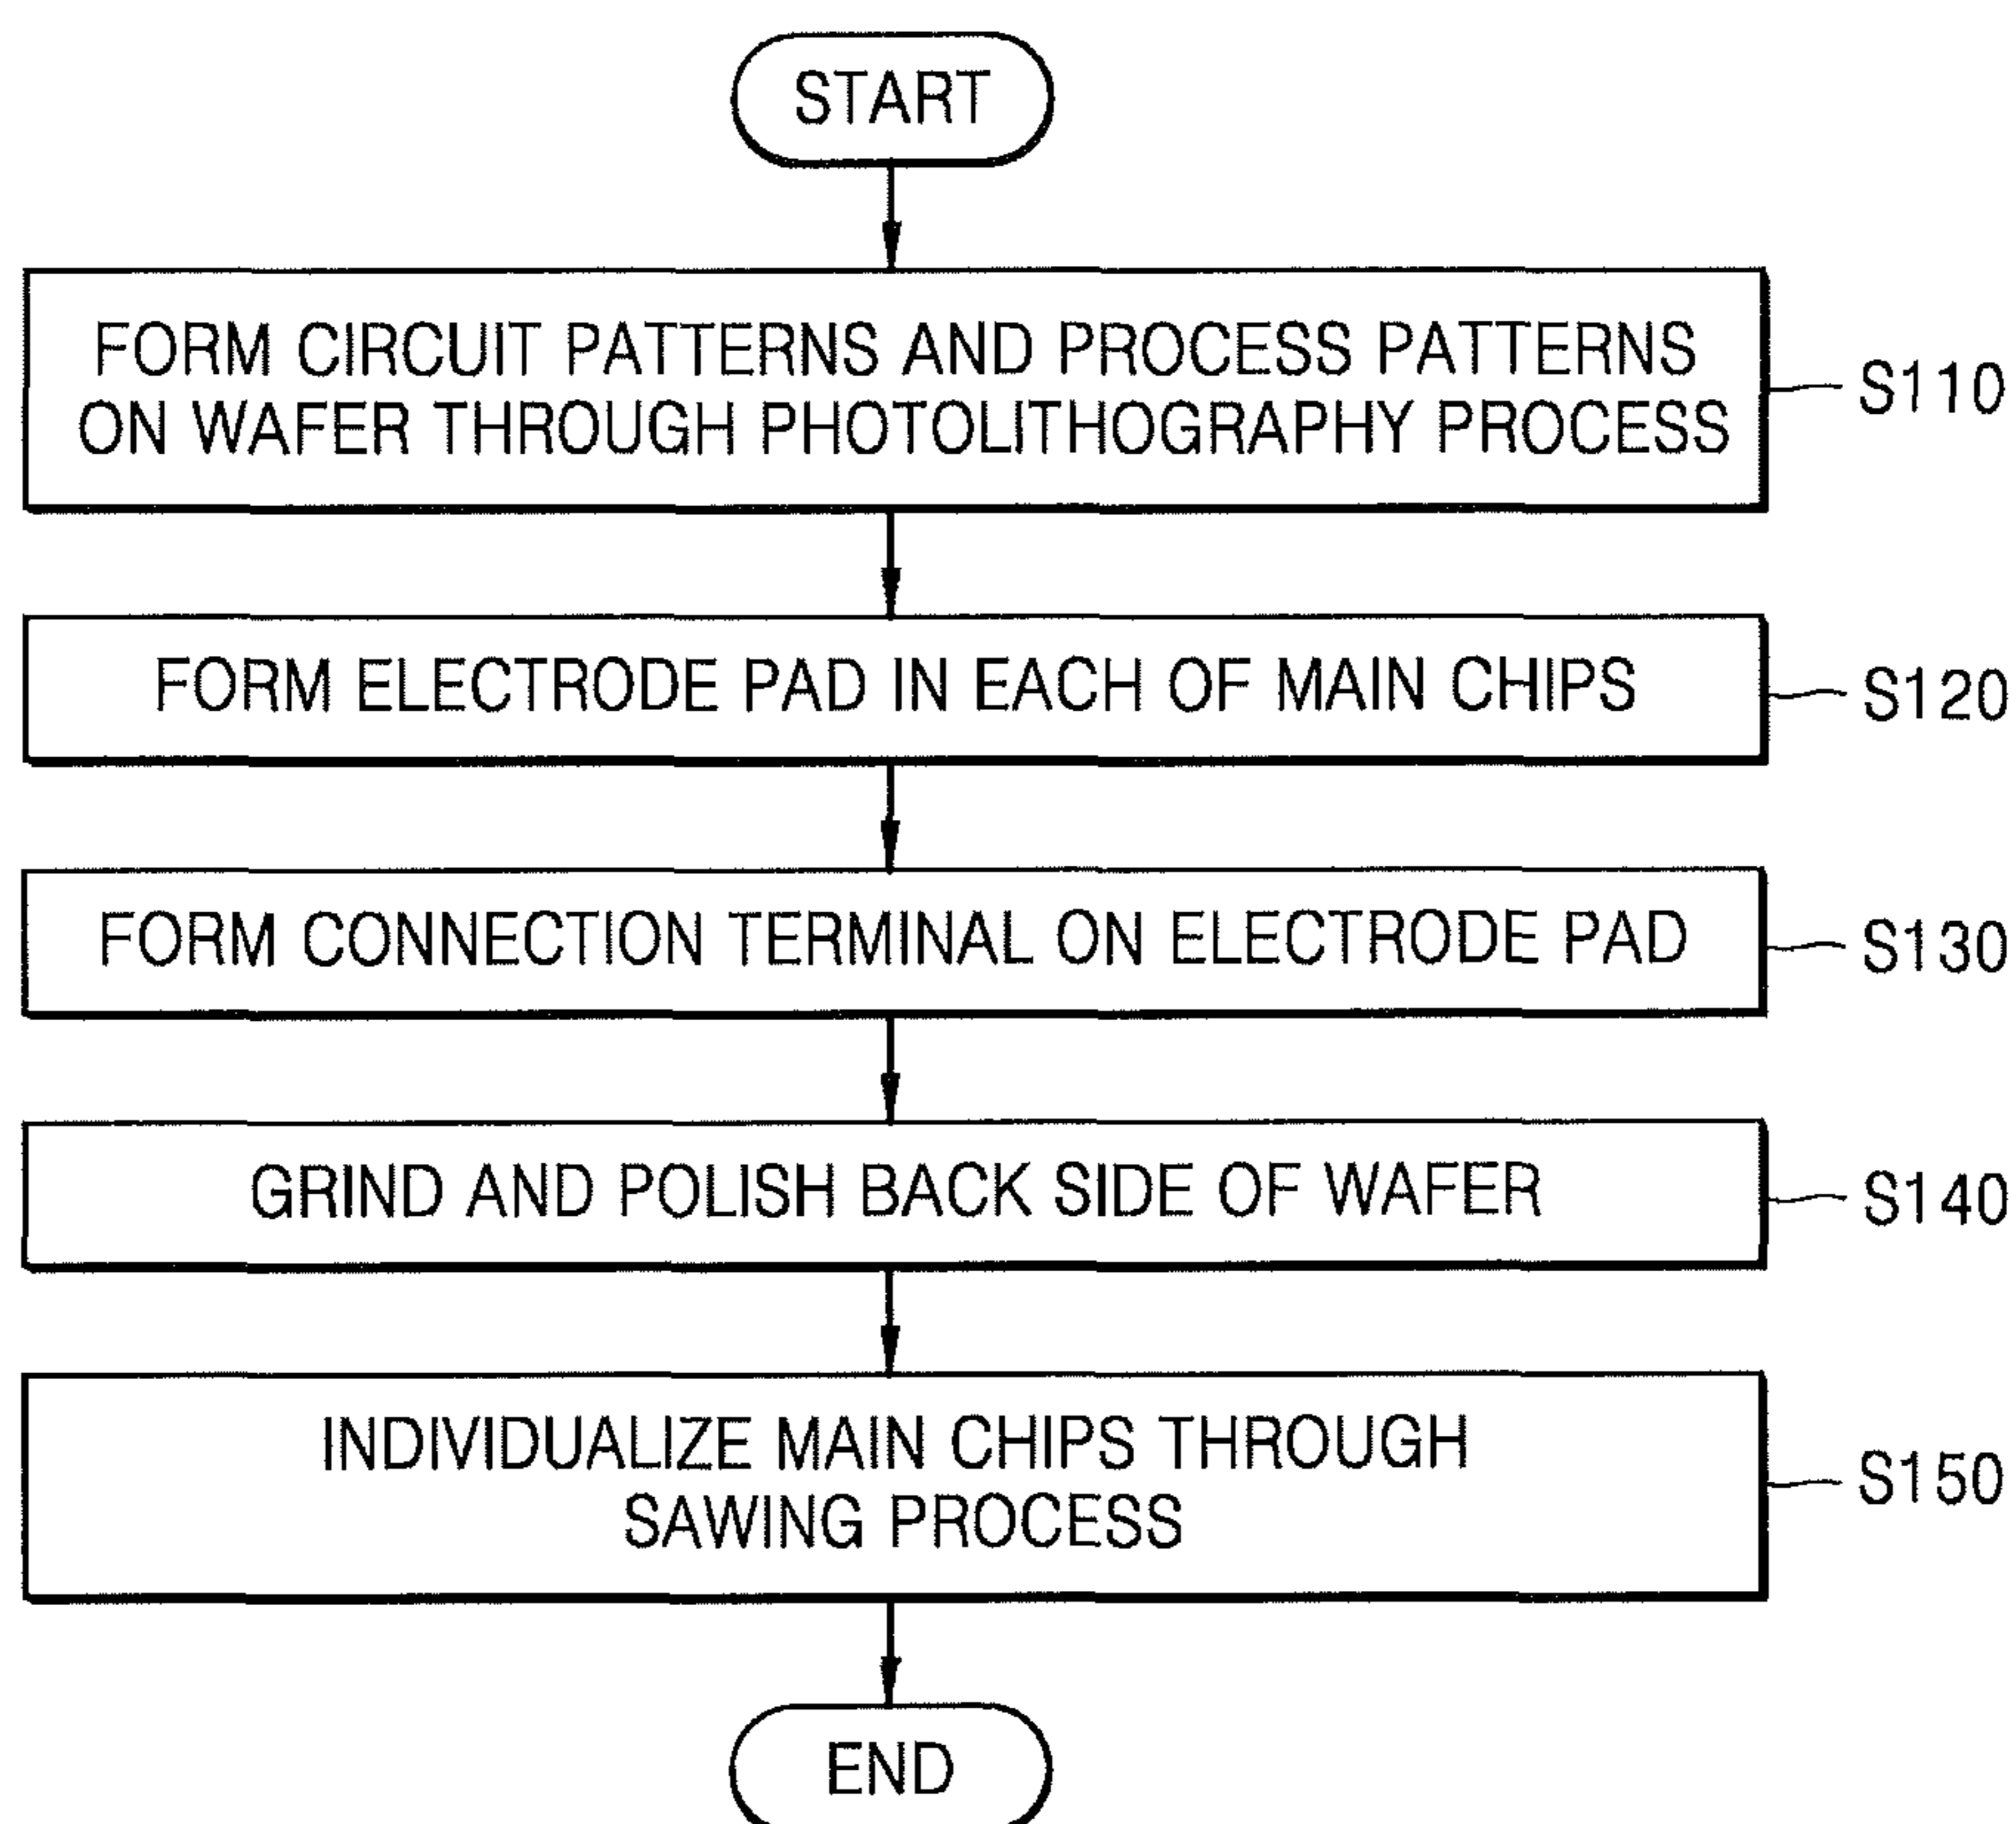 START
FORM CIRCUIT PATTERNS AND PROCESS PATTERNS
ON WAFER THROUGH PHOTOLITHOGRAPHY PROCESS
S110
FORM ELECTRODE PAD IN EACH OF MAIN CHIPS
S120
FORM CONNECTION TERMINAL ON ELECTRODE PAD
S130
GRIND AND POLISH BACK SIDE OF WAFER
S140
INDIVIDUALIZE MAIN CHIPS THROUGH
SAWING PROCESS
S150
END